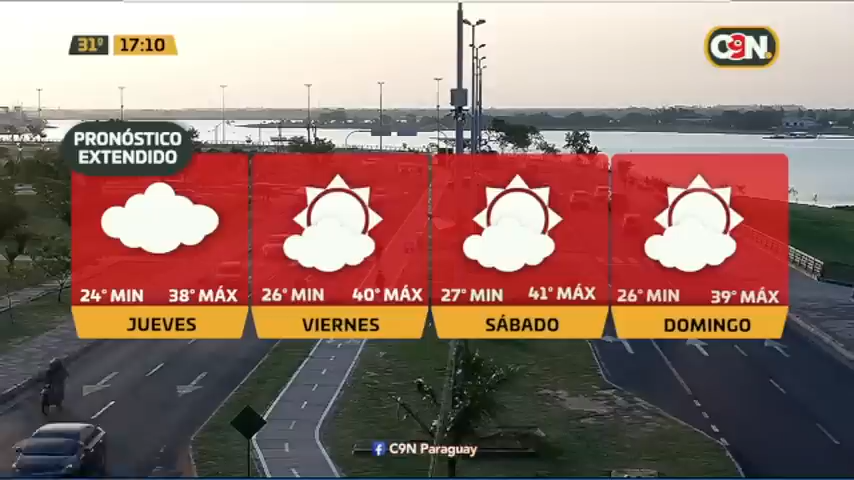 31°
17:10
C9N.
PRONÓSTICO
EXTENDIDO
24° MIN
38° MÁX
26° MIN
40° MÁX
27° MIN
41° MÁX
26° MIN
39° MÁX
JUEVES
VIERNES
SÁBADO
DOMINGO
C9N Paraguay